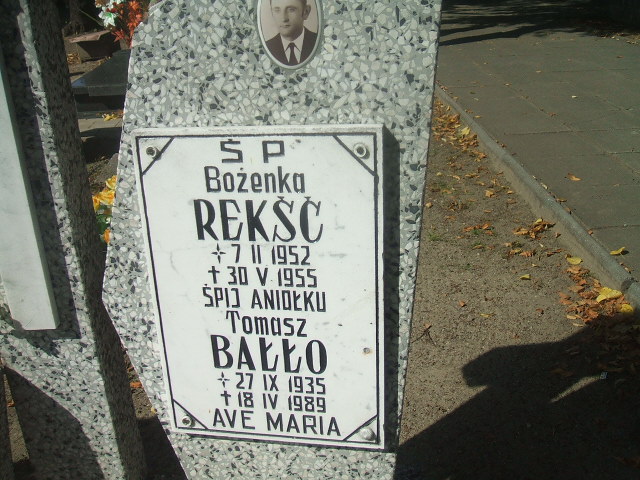 Ś P
Bożenka
REKŚĆ
7 II 1952
✝ 30 V 1955
ŚPIJ ANIOŁKU
Tomasz
BAŁŁO
27 IX 1935
✝ 18 IV 1989
AVE MARIA